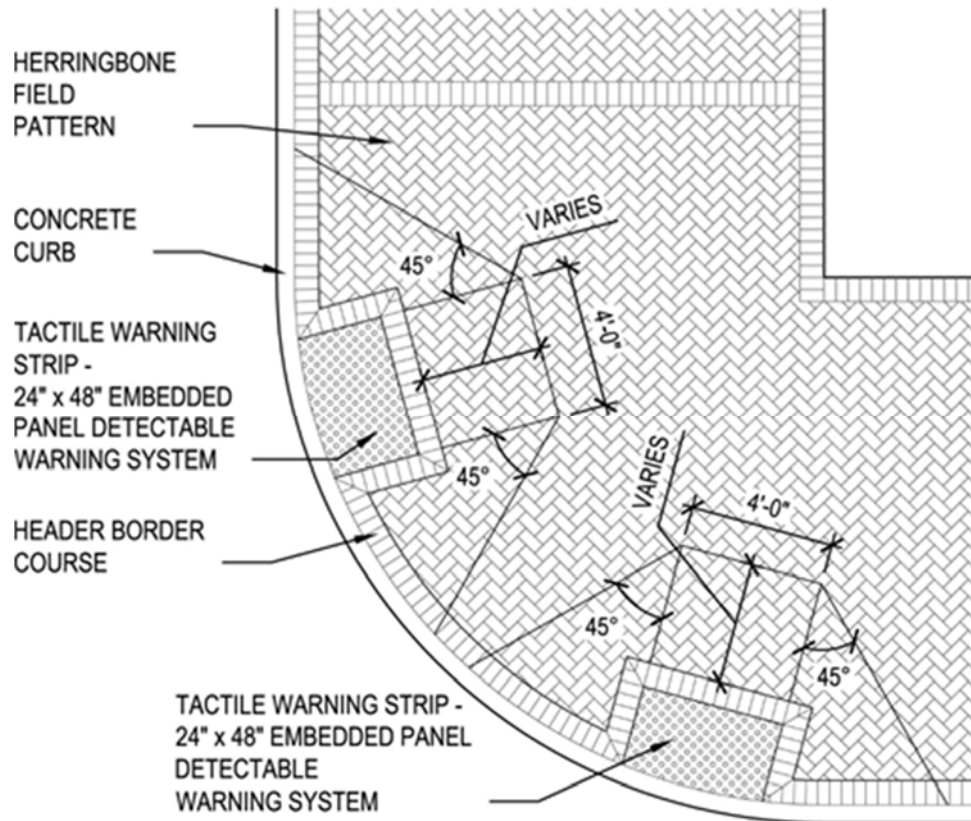 HERRINGBONE
FIELD
PATTERN
CONCRETE
CURB
TACTILE WARNING
STRIP -
24" x 48" EMBEDDED
PANEL DETECTABLE
WARNING SYSTEM
HEADER BORDER
COURSE
VARIES
45°
4'-0"
45°
VARIES
4'-0"
45°
45°
TACTILE WARNING STRIP -
24" x 48" EMBEDDED PANEL
DETECTABLE
WARNING SYSTEM